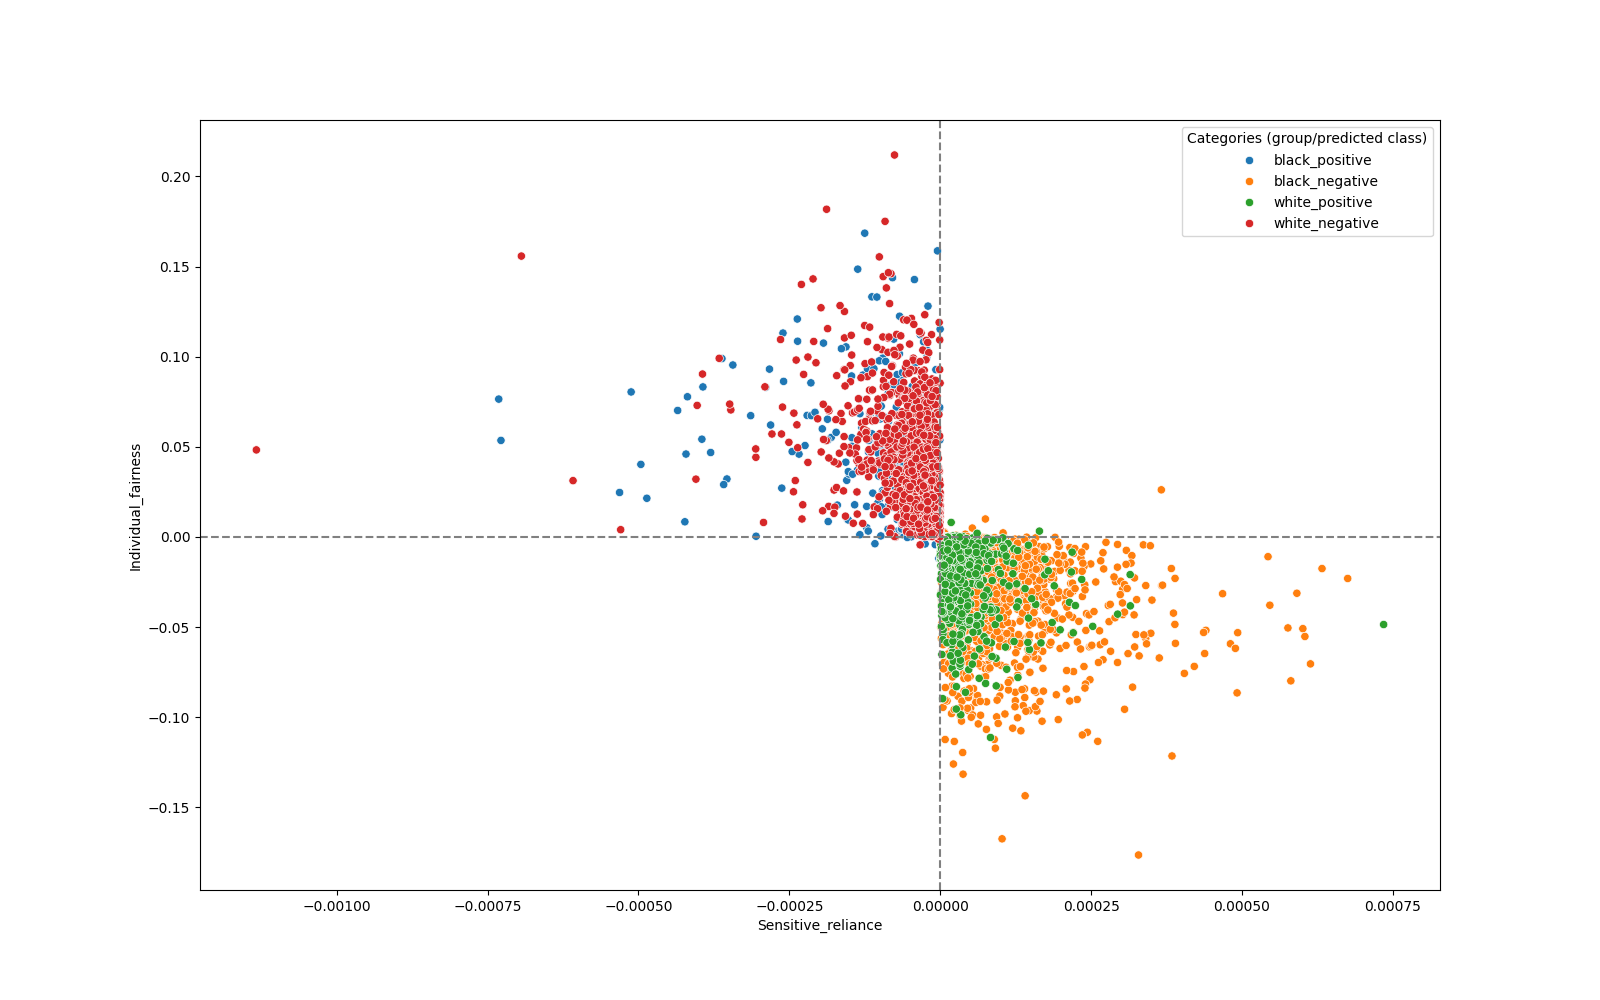 Categories (group/predicted class)
black_positive
black_negative
white_positive
white_negative
Individual_fairness
0.20
0.15
0.10
0.05
0.00
−0.05
−0.10
−0.15
−0.00100 −0.00075 −0.00050 −0.00025 0.00000 0.00025 0.00050 0.00075
Sensitive_reliance